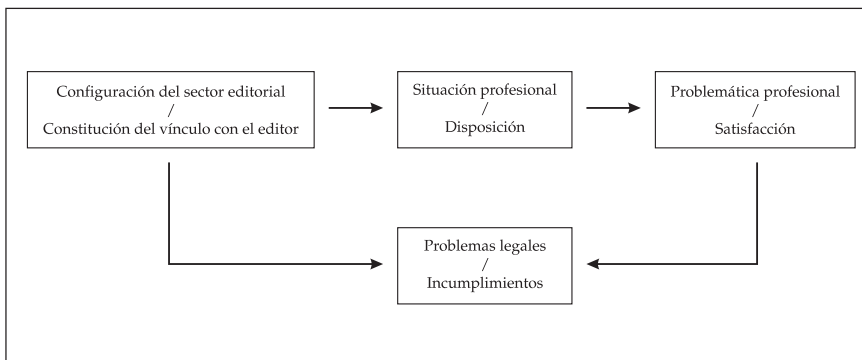 Configuración del sector editorial
/
Constitución del vínculo con el editor
Situación profesional
/
Disposición
Problemática profesional
/
Satisfacción
Problemas legales
/
Incumplimientos